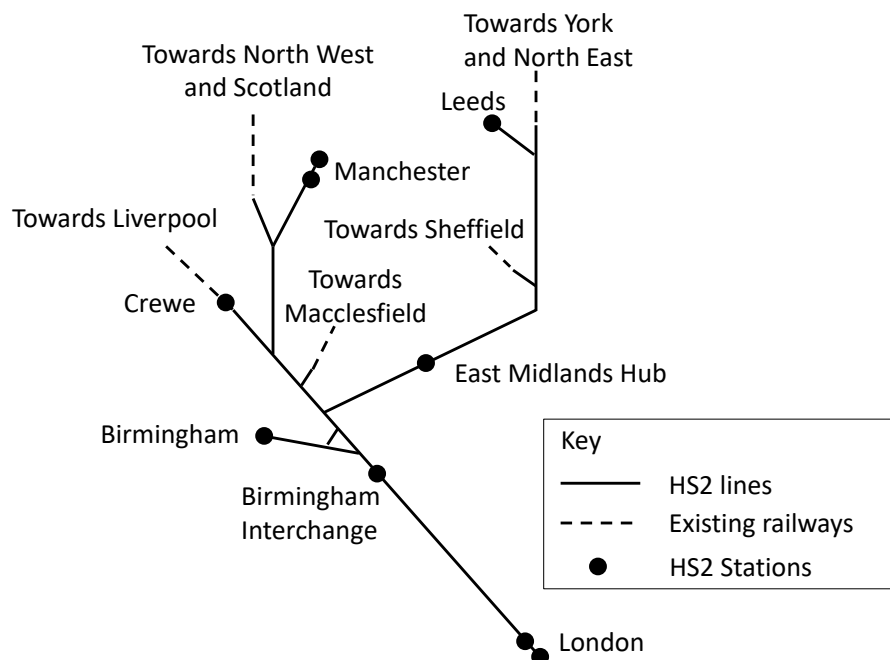 Towards York
and North East
Towards North West
and Scotland
Leeds
Manchester
Towards Liverpool
Towards Sheffield
Towards
Macclesfield
Crewe
East Midlands Hub
Birmingham
Birmingham
Interchange
London
Key
HS2 lines
Existing railways
HS2 Stations